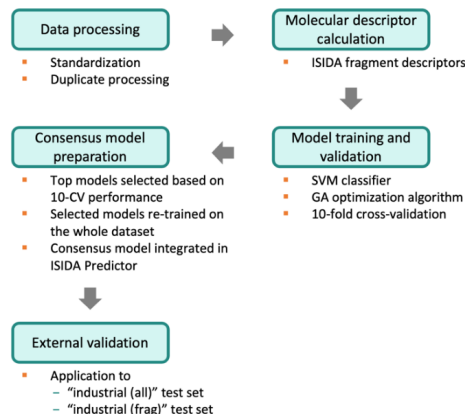 Data processing
Standardization
Duplicate processing
Molecular descriptor
calculation
ISIDA fragment descriptors
Model training and
validation
SVM classifier
GA optimization algorithm
10-fold cross-validation
Consensus model
preparation
Top models selected based on
10-CV performance
Selected models re-trained on
the whole dataset
Consensus model integrated in
ISIDA Predictor
External validation
Application to
– "industrial (all)" test set
– "industrial (frag)" test set